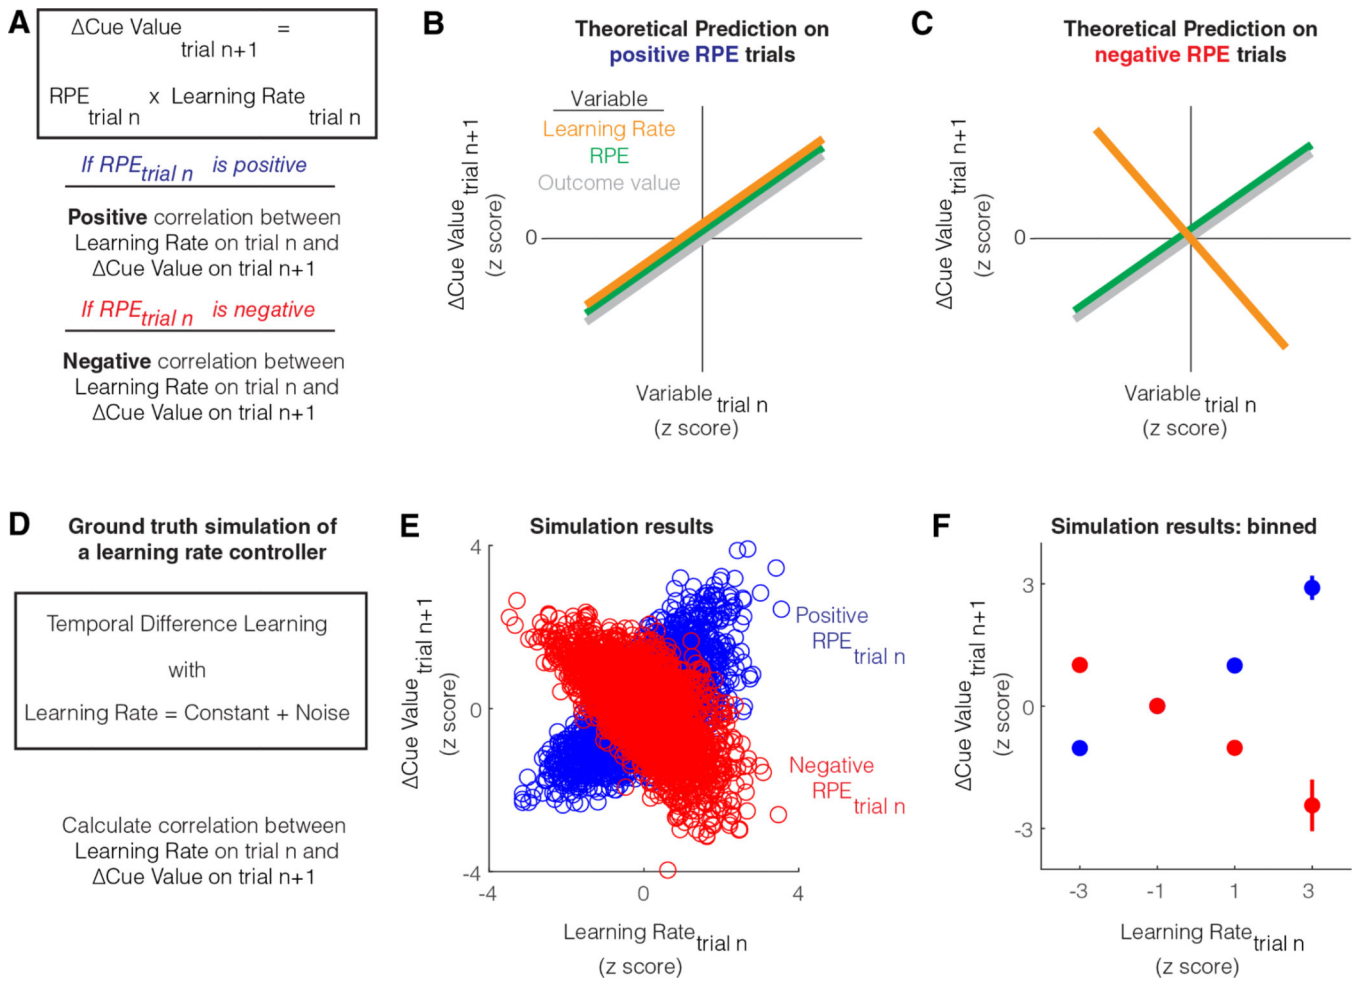 A
ΔCue Value trial n+1 =
RPE trial n x Learning Rate trial n
If RPE trial n is positive
Positive correlation between
Learning Rate on trial n and
ΔCue Value on trial n+1
If RPE trial n is negative
Negative correlation between
Learning Rate on trial n and
ΔCue Value on trial n+1
B
Theoretical Prediction on
positive RPE trials
Variable
Learning Rate
RPE
Outcome value
ΔCue Value trial n+1
(z score)
0
Variable trial n
(z score)
C
Theoretical Prediction on
negative RPE trials
ΔCue Value trial n+1
(z score)
0
Variable trial n
(z score)
D
Ground truth simulation of
a learning rate controller
Temporal Difference Learning
with
Learning Rate = Constant + Noise
Calculate correlation between
Learning Rate on trial n and
ΔCue Value on trial n+1
E
Simulation results
ΔCue Value trial n+1
(z score)
4
0
-4
-4 0 4
Positive
RPE trial n
Negative
RPE trial n
Learning Rate trial n
(z score)
F
Simulation results: binned
ΔCue Value trial n+1
(z score)
3
0
-3
-3 -1 1 3
Learning Rate trial n
(z score)